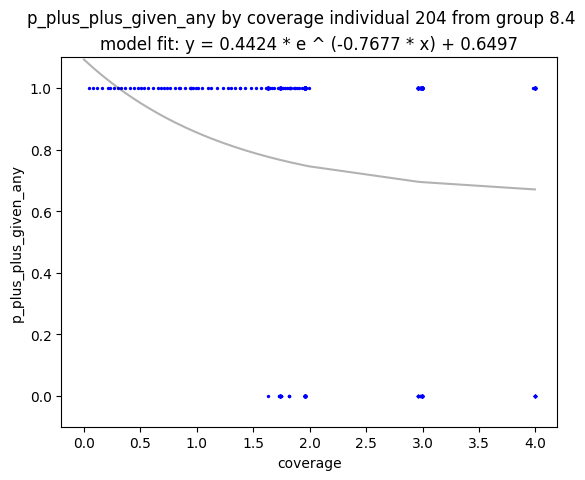 p_plus_plus_given_any by coverage individual 204 from group 8.4
model fit: y = 0.4424 * e ^ (-0.7677 * x) + 0.6497
1.0
0.8
0.6
0.4
0.2
0.0
p_plus_plus_given_any
0.0 0.5 1.0 1.5 2.0 2.5 3.0 3.5 4.0
coverage